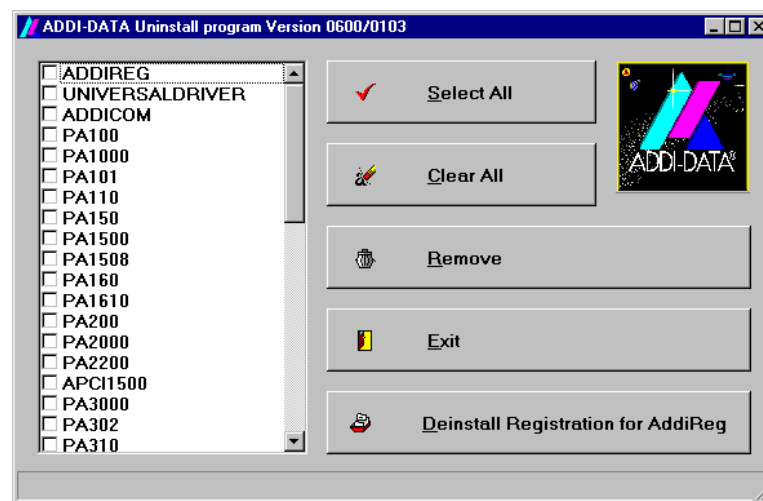 ADDI-DATA Uninstall program Version 0600/0103
ADDIREG
UNIVERSALDRIVER
ADDICOM
PA100
PA1000
PA101
PA110
PA150
PA1500
PA1508
PA160
PA1610
PA200
PA2000
PA2200
APCI1500
PA3000
PA302
PA310
Select All
Clear All
Remove
Exit
Deinstall Registration for AddiReg
ADDI-DATA®